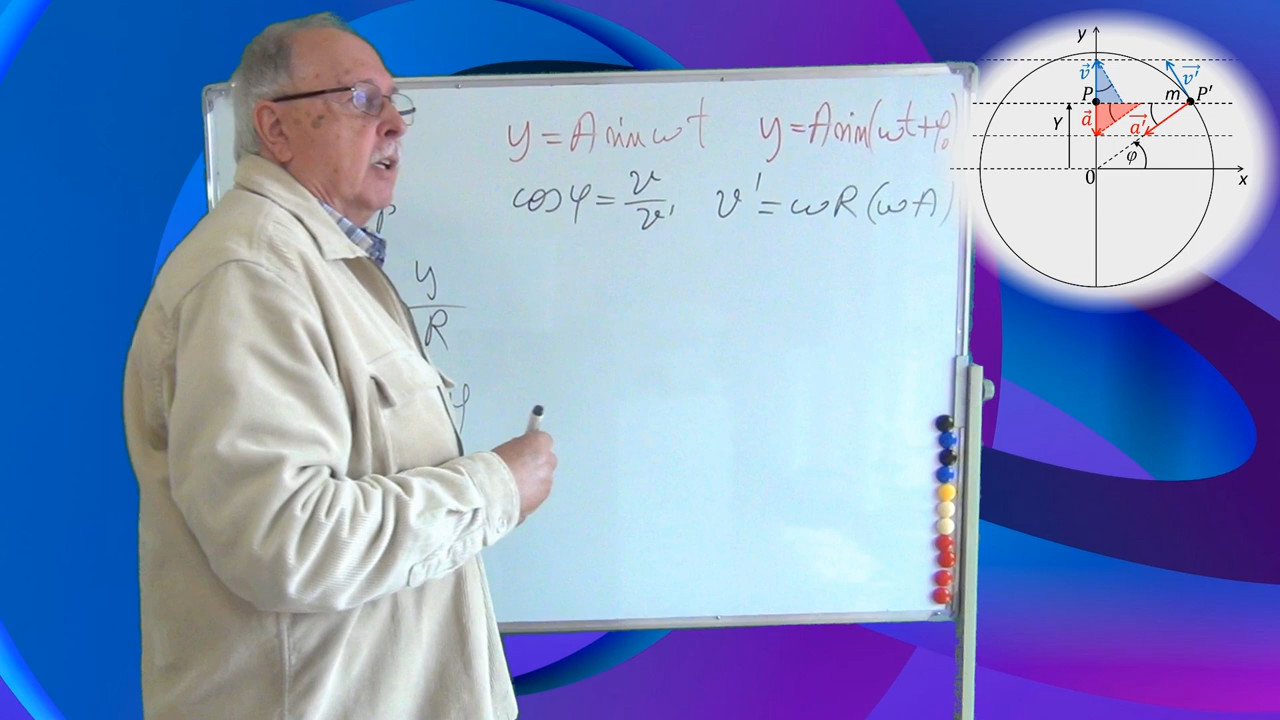 y = A sin ωt    y = A sin(ωt + φ₀
cos φ = v/v'    v' = ωR (ωA)
y
R
φ
y
v⃗
v⃗'
P
m
P'
Y
a⃗
a⃗'
φ
0
x